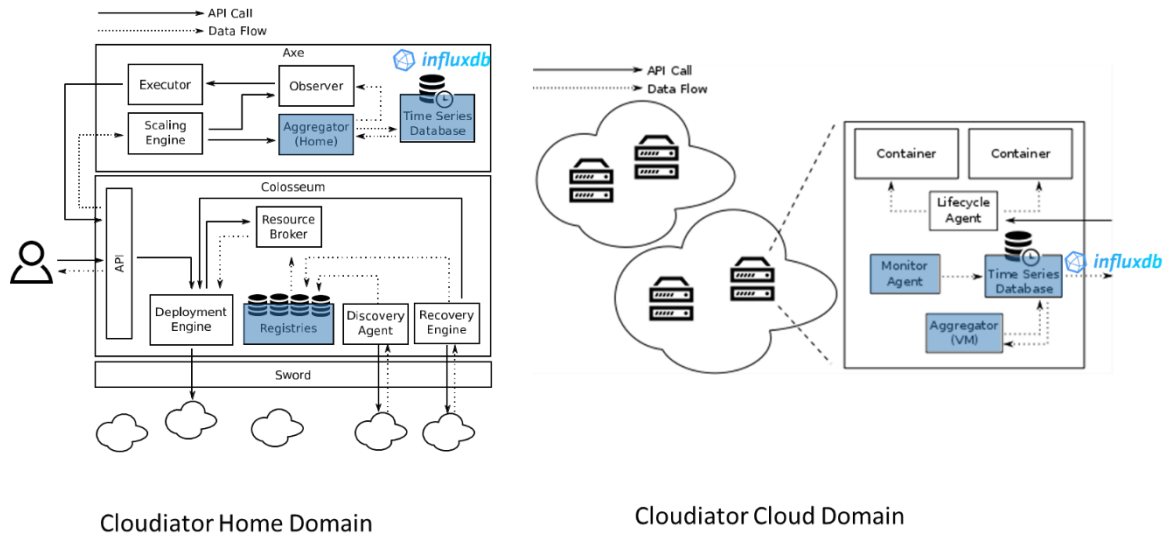 API Call
Data Flow
Axe
influxdb
Executor
Observer
Time Series
Database
Scaling
Engine
Aggregator
(Home)
Colosseum
API
Resource
Broker
Deployment
Engine
Registries
Discovery
Agent
Recovery
Engine
Sword
Cloudiator Home Domain
API Call
Data Flow
Container
Container
Lifecycle
Agent
Monitor
Agent
Time Series
Database
influxdb
Aggregator
(VM)
Cloudiator Cloud Domain